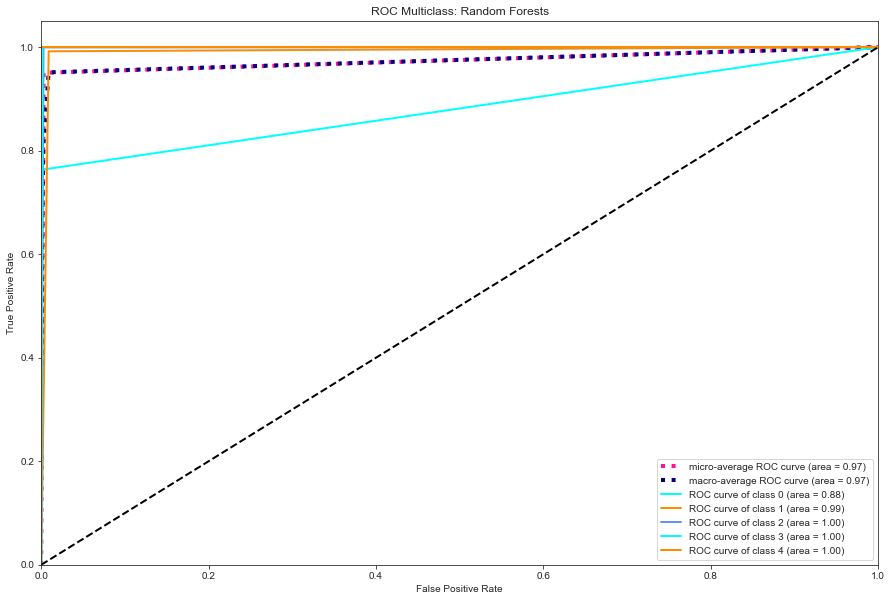 ROC Multiclass: Random Forests
True Positive Rate
1.0
0.8
0.6
0.4
0.2
0.0
micro-average ROC curve (area = 0.97)
macro-average ROC curve (area = 0.97)
ROC curve of class 0 (area = 0.88)
ROC curve of class 1 (area = 0.99)
ROC curve of class 2 (area = 1.00)
ROC curve of class 3 (area = 1.00)
ROC curve of class 4 (area = 1.00)
0.0 0.2 0.4 0.6 0.8 1.0
False Positive Rate